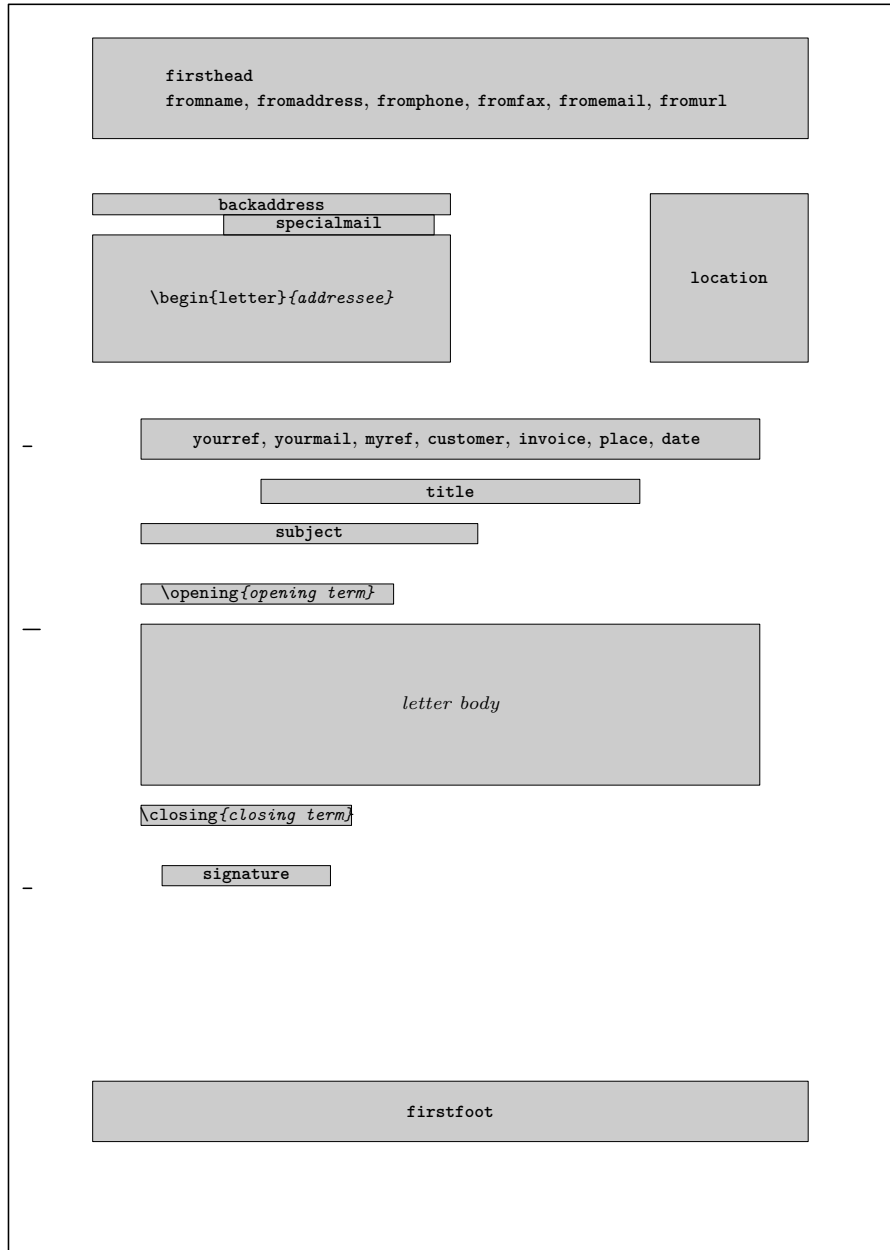 firsthead
fromname, fromaddress, fromphone, fromfax, fromemail, fromurl
backaddress
specialmail
\begin{letter}{addressee}
location
yourref, yourmail, myref, customer, invoice, place, date
title
subject
\opening{opening term}
letter body
\closing{closing term}
signature
firstfoot